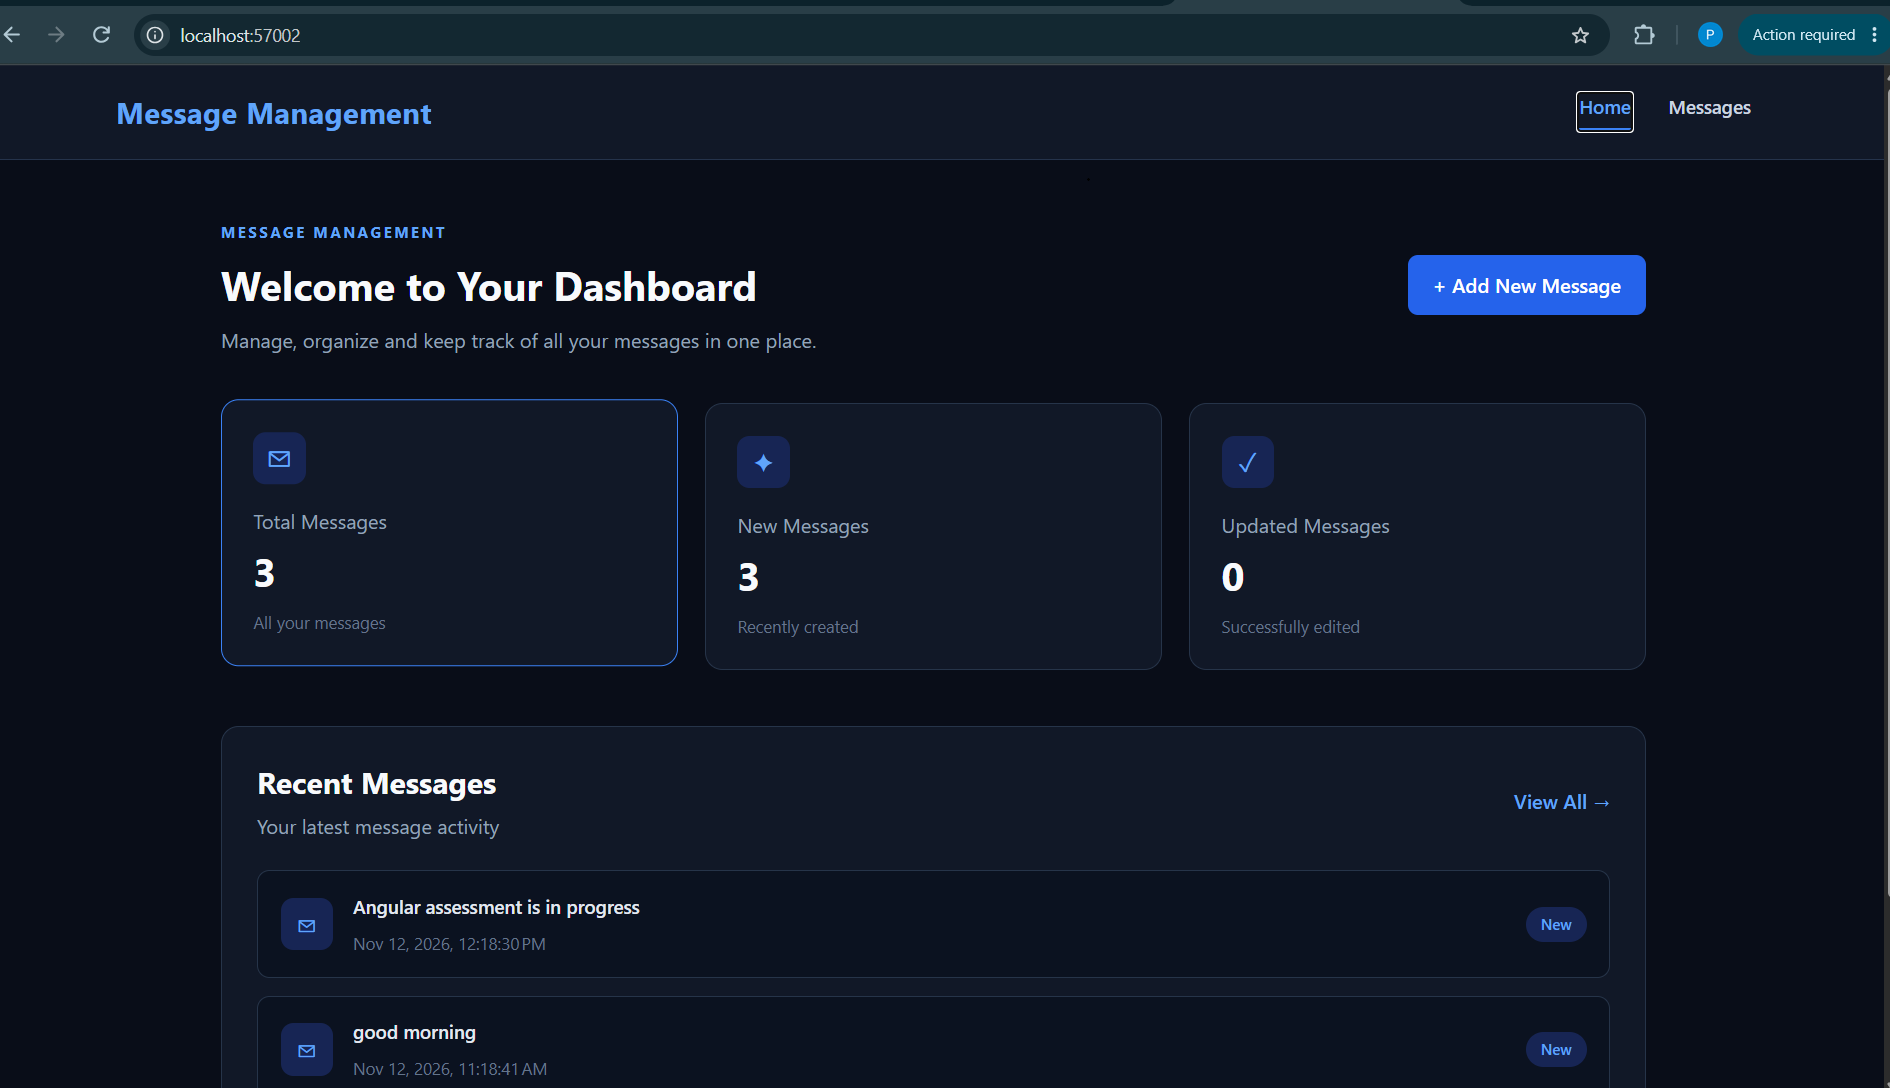 localhost:57002
P
Action required
Message Management
Home
Messages
MESSAGE MANAGEMENT
Welcome to Your Dashboard
+ Add New Message
Manage, organize and keep track of all your messages in one place.
Total Messages
3
All your messages
New Messages
3
Recently created
Updated Messages
0
Successfully edited
Recent Messages
View All →
Your latest message activity
Angular assessment is in progress
Nov 12, 2026, 12:18:30 PM
New
good morning
Nov 12, 2026, 11:18:41 AM
New